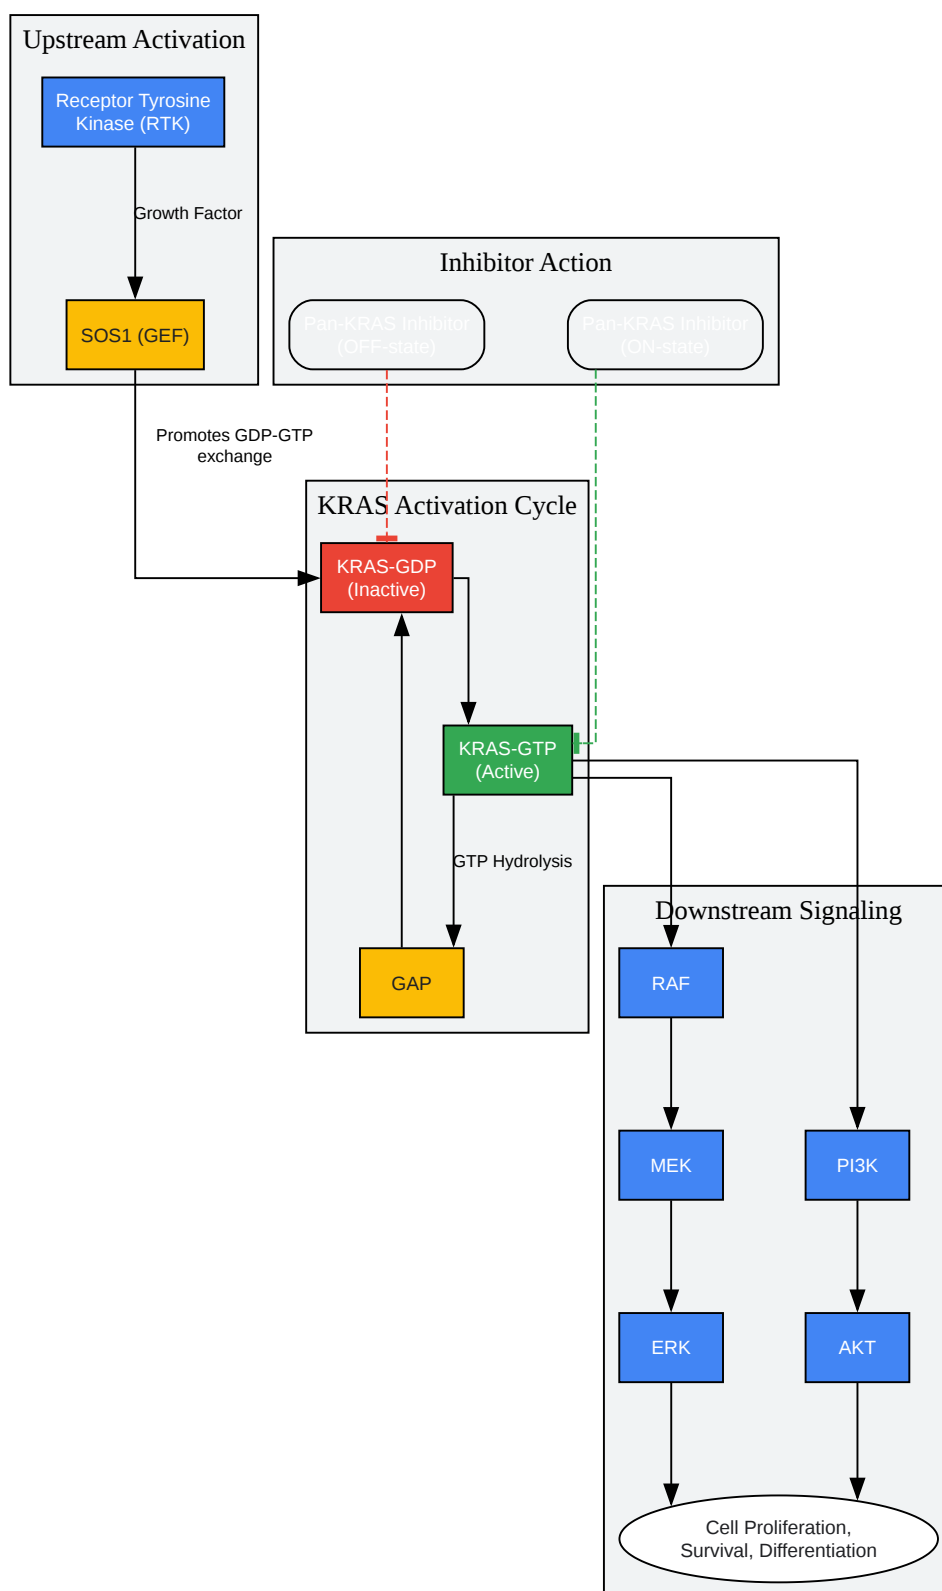 Upstream Activation
Receptor Tyrosine
Kinase (RTK)
Growth Factor
SOS1 (GEF)
Inhibitor Action
Pan-KRAS Inhibitor
(OFF-state)
Pan-KRAS Inhibitor
(ON-state)
Promotes GDP-GTP
exchange
KRAS Activation Cycle
KRAS-GDP
(Inactive)
KRAS-GTP
(Active)
GTP Hydrolysis
GAP
Downstream Signaling
RAF
MEK
PI3K
ERK
AKT
Cell Proliferation,
Survival, Differentiation